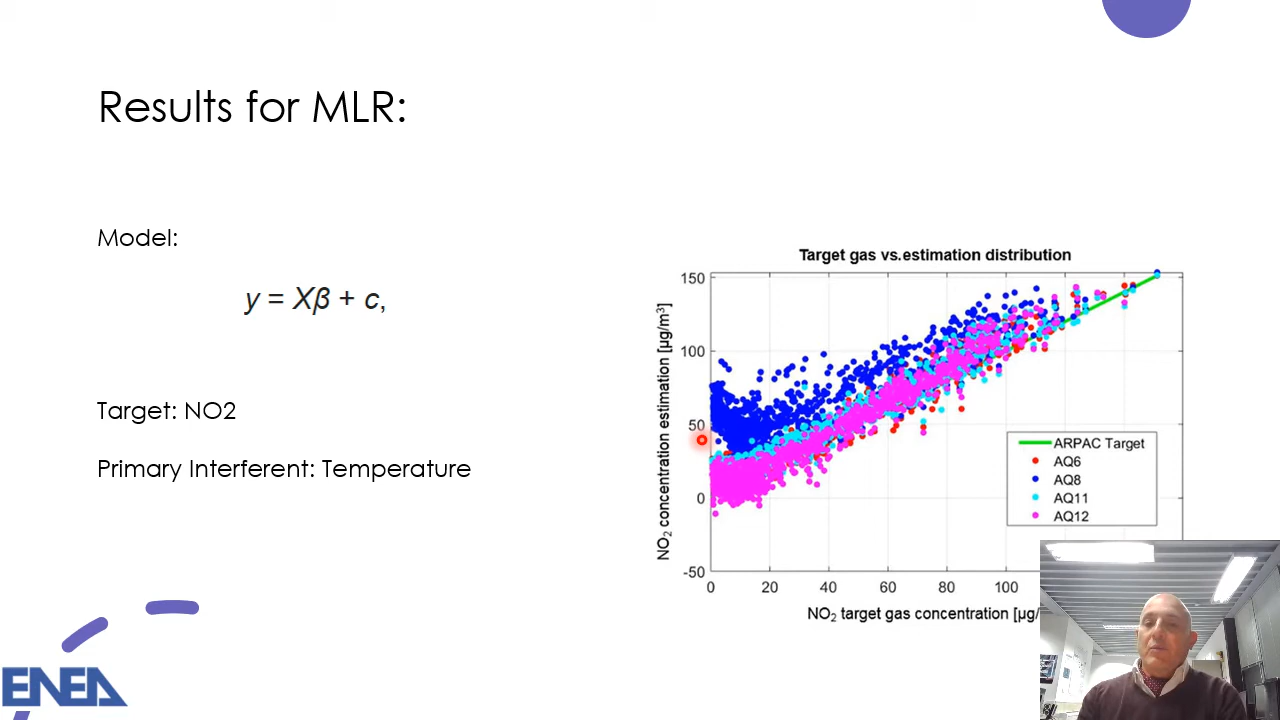 Results for MLR:
Model:
y = Xβ + c,
Target: NO2
Primary Interferent: Temperature
Target gas vs.estimation distribution
NO₂ concentration estimation [µg/m³]
150
100
50
0
-50
0 20 40 60 80 100
NO₂ target gas concentration [µg/
ARPAC Target
AQ6
AQ8
AQ11
AQ12
ENEA